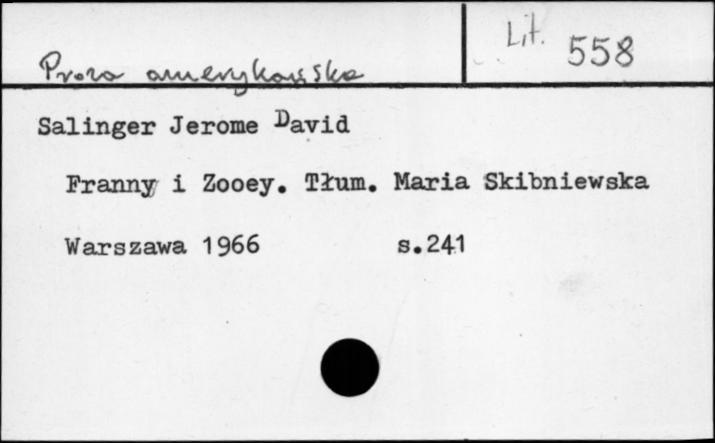 Proza amerykańska
Lit. 558
Salinger Jerome David
Franny i Zooey. Tłum. Maria Skibniewska
Warszawa 1966 s.241